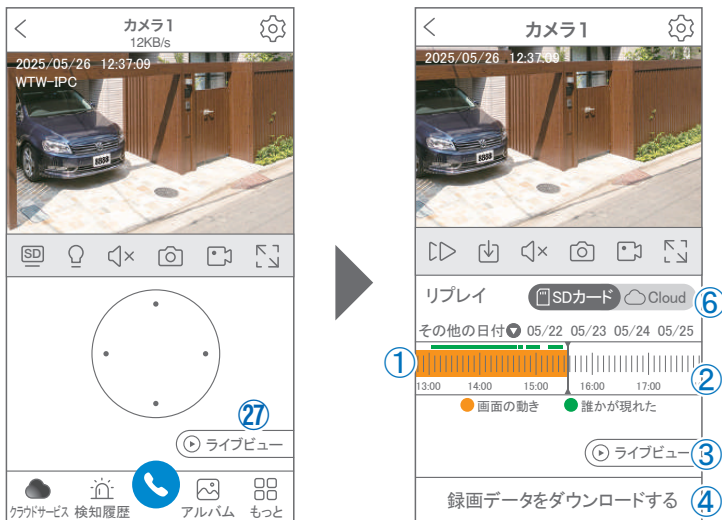 カメラ1
12KB/s
2025/05/26 12:37:09
WTW-IPC
8888
SD
㉗
ライブビュー
クラウドサービス 検知履歴 アルバム もっと
カメラ1
2025/05/26 12:37:09
8888
リプレイ SDカード Cloud ⑥
その他の日付 05/22 05/23 05/24 05/25
① ②
13:00 14:00 15:00 16:00 17:00
画面の動き 誰かが現れた
ライブビュー ③
録画データをダウンロードする ④